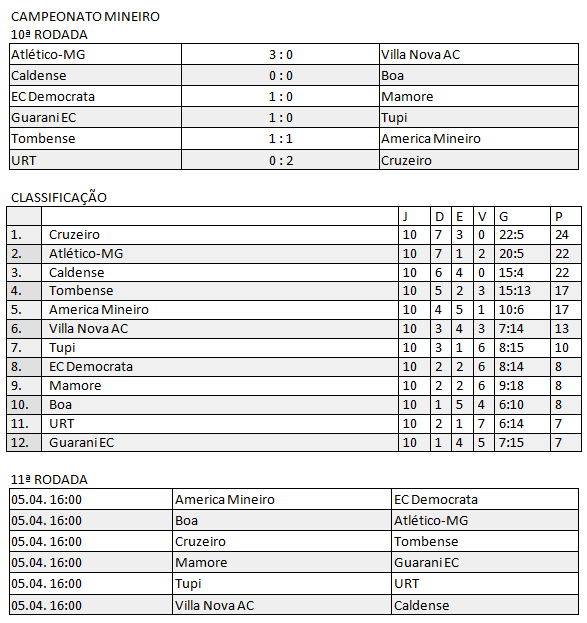 CAMPEONATO MINEIRO
10ª RODADA
Atlético-MG 3 : 0 Villa Nova AC
Caldense 0 : 0 Boa
EC Democrata 1 : 0 Mamore
Guarani EC 1 : 0 Tupi
Tombense 1 : 1 America Mineiro
URT 0 : 2 Cruzeiro
CLASSIFICAÇÃO
J D E V G P
1. Cruzeiro 10 7 3 0 22:5 24
2. Atlético-MG 10 7 1 2 20:5 22
3. Caldense 10 6 4 0 15:4 22
4. Tombense 10 5 2 3 15:13 17
5. America Mineiro 10 4 5 1 10:6 17
6. Villa Nova AC 10 3 4 3 7:14 13
7. Tupi 10 3 1 6 8:15 10
8. EC Democrata 10 2 2 6 8:14 8
9. Mamore 10 2 2 6 9:18 8
10. Boa 10 1 5 4 6:10 8
11. URT 10 2 1 7 6:14 7
12. Guarani EC 10 1 4 5 7:15 7
11ª RODADA
05.04. 16:00 America Mineiro EC Democrata
05.04. 16:00 Boa Atlético-MG
05.04. 16:00 Cruzeiro Tombense
05.04. 16:00 Mamore Guarani EC
05.04. 16:00 Tupi URT
05.04. 16:00 Villa Nova AC Caldense